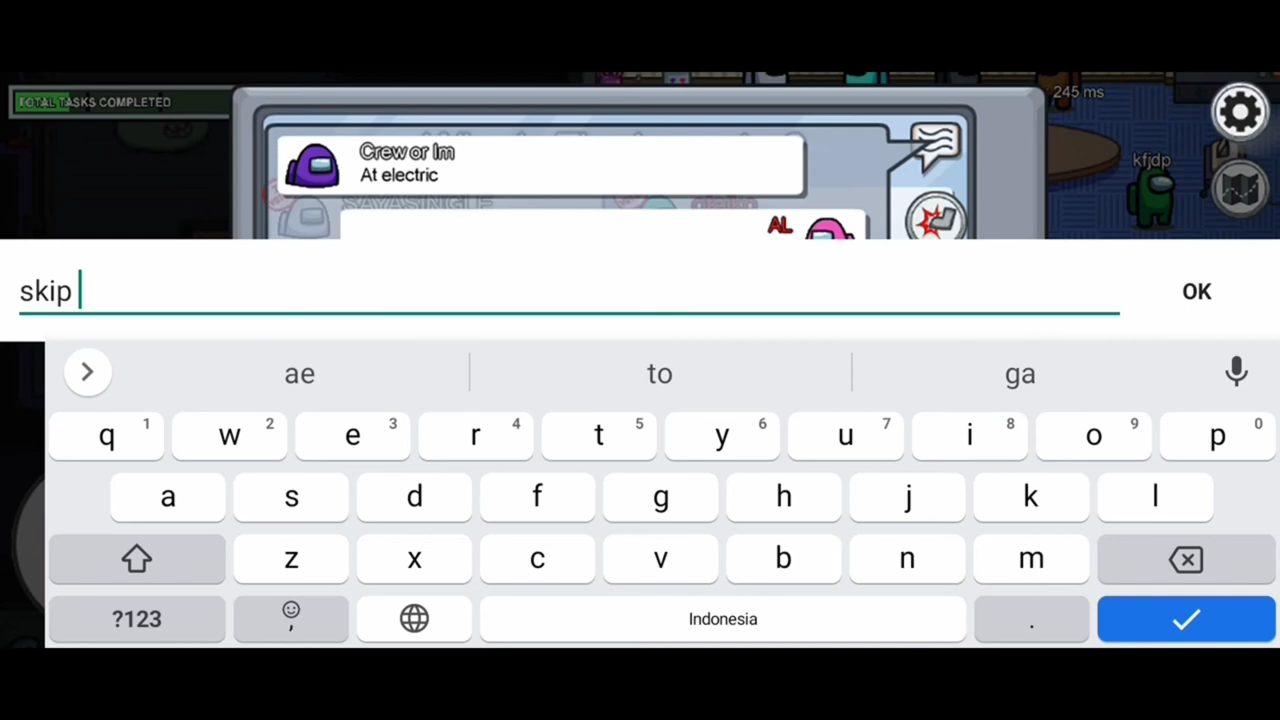 TOTAL TASKS COMPLETED
245 ms
Crew or Im
At electric
kfjdp
SAYASINGLE
AL
skip
OK
ae to ga
q 1 w 2 e 3 r 4 t 5 y 6 u 7 i 8 o 9 p 0
a s d f g h j k l
z x c v b n m
?123 , Indonesia .